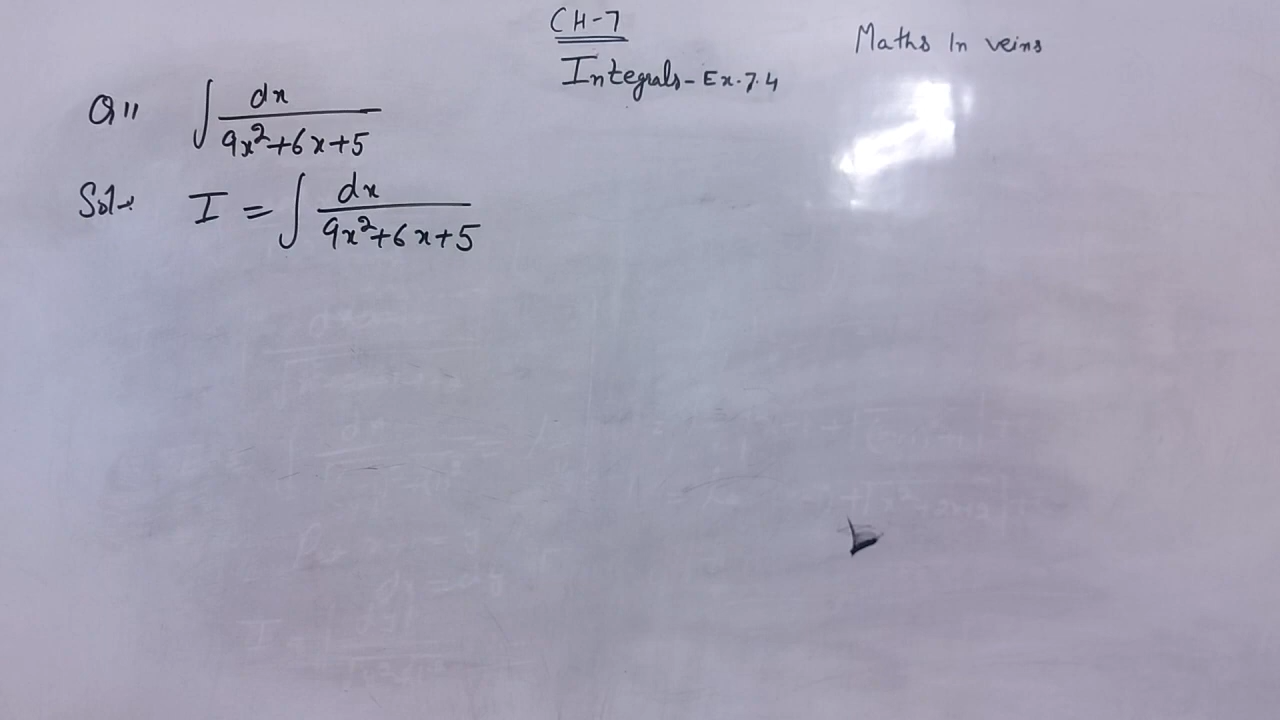 CH-7
Integrals - Ex. 7.4
Maths In veins
Q11 ∫ dx / 9x²+6x+5
Sol: I = ∫ dx / 9x²+6x+5